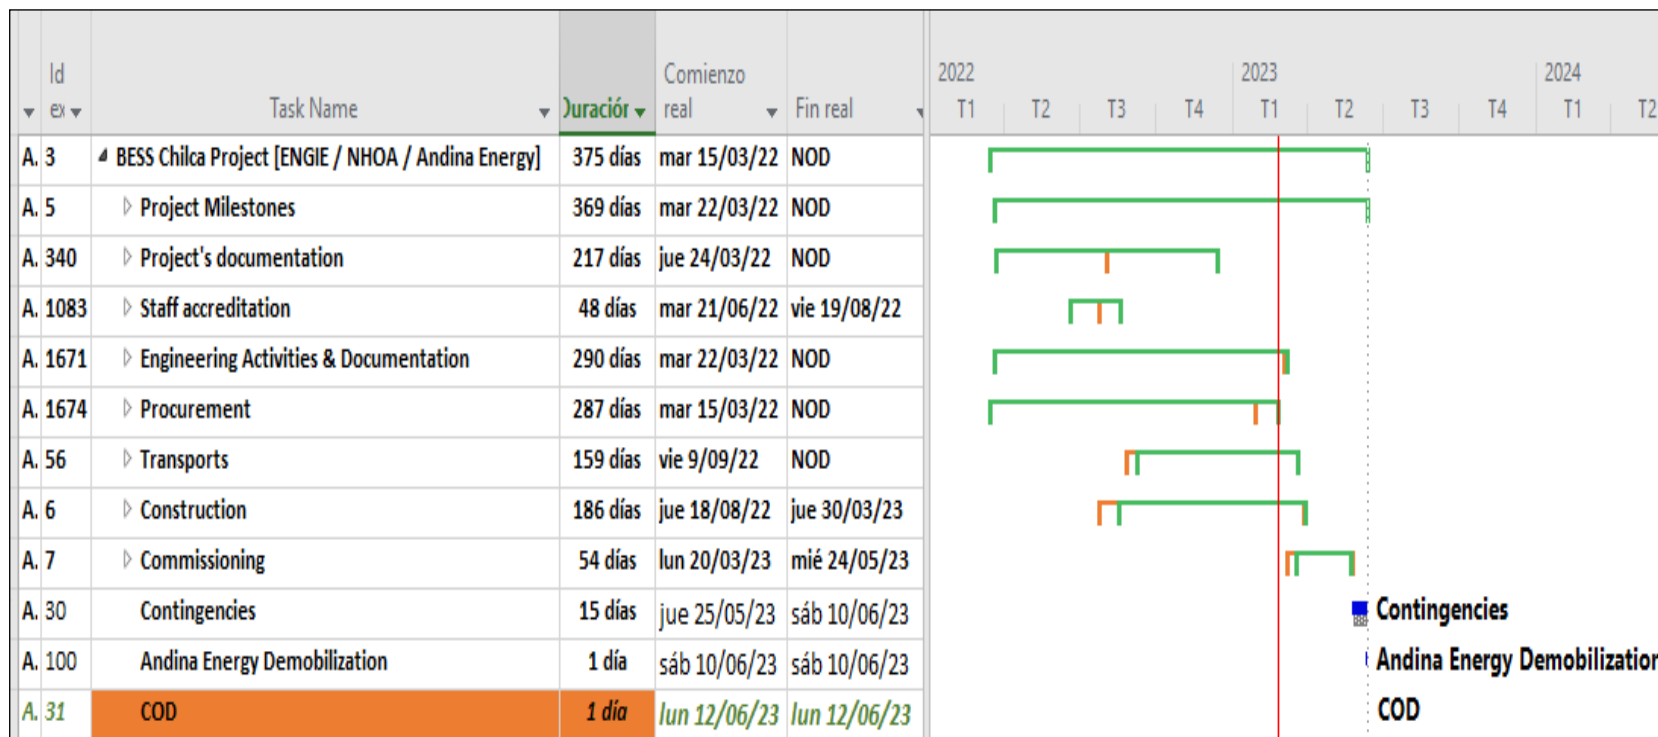 Id Comienzo 2022 2023 2024
ex Task Name Duración real Fin real T1 T2 T3 T4 T1 T2 T3 T4 T1 T2
A. 3 BESS Chilca Project [ENGIE / NHOA / Andina Energy] 375 días mar 15/03/22 NOD
A. 5 Project Milestones 369 días mar 22/03/22 NOD
A. 340 Project's documentation 217 días jue 24/03/22 NOD
A. 1083 Staff accreditation 48 días mar 21/06/22 vie 19/08/22
A. 1671 Engineering Activities & Documentation 290 días mar 22/03/22 NOD
A. 1674 Procurement 287 días mar 15/03/22 NOD
A. 56 Transports 159 días vie 9/09/22 NOD
A. 6 Construction 186 días jue 18/08/22 jue 30/03/23
A. 7 Commissioning 54 días lun 20/03/23 mié 24/05/23
A. 30 Contingencies 15 días jue 25/05/23 sáb 10/06/23 Contingencies
A. 100 Andina Energy Demobilization 1 día sáb 10/06/23 sáb 10/06/23 Andina Energy Demobilization
A. 31 COD 1 día lun 12/06/23 lun 12/06/23 COD